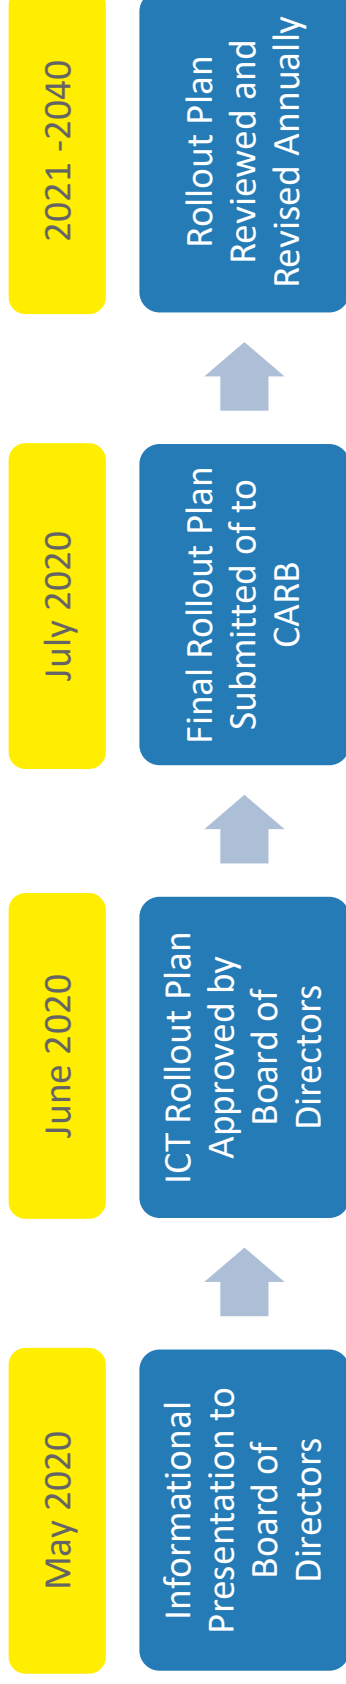 May 2020
Informational
Presentation to
Board of
Directors
June 2020
ICT Rollout Plan
Approved by
Board of
Directors
July 2020
Final Rollout Plan
Submitted of to
CARB
2021 -2040
Rollout Plan
Reviewed and
Revised Annually